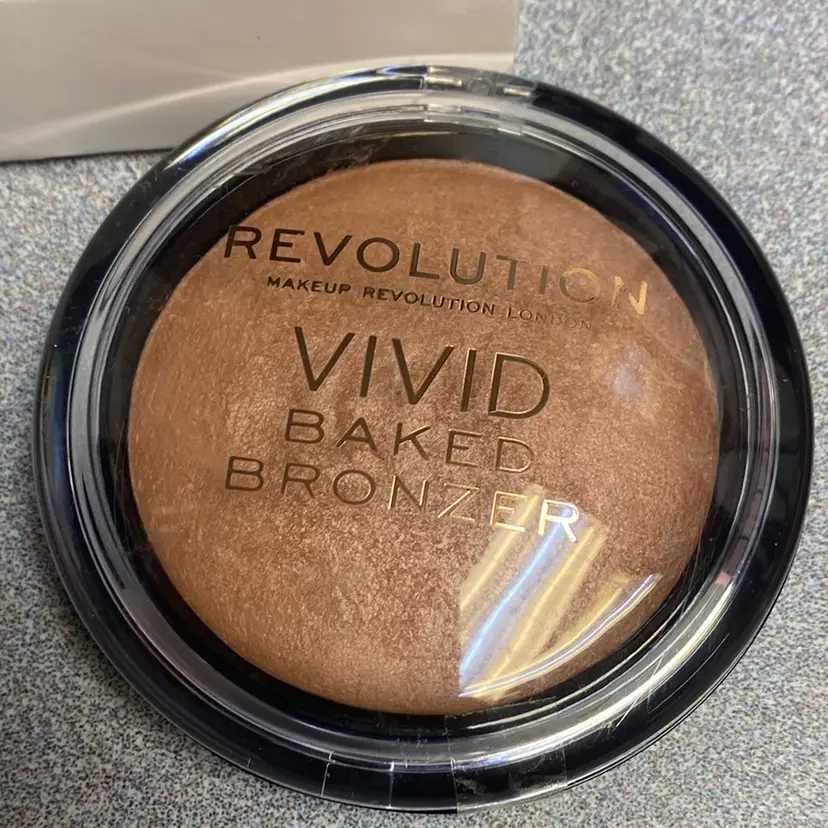 REVOLUTION
MAKEUP REVOLUTION LONDON
VIVID
BAKED
BRONZER